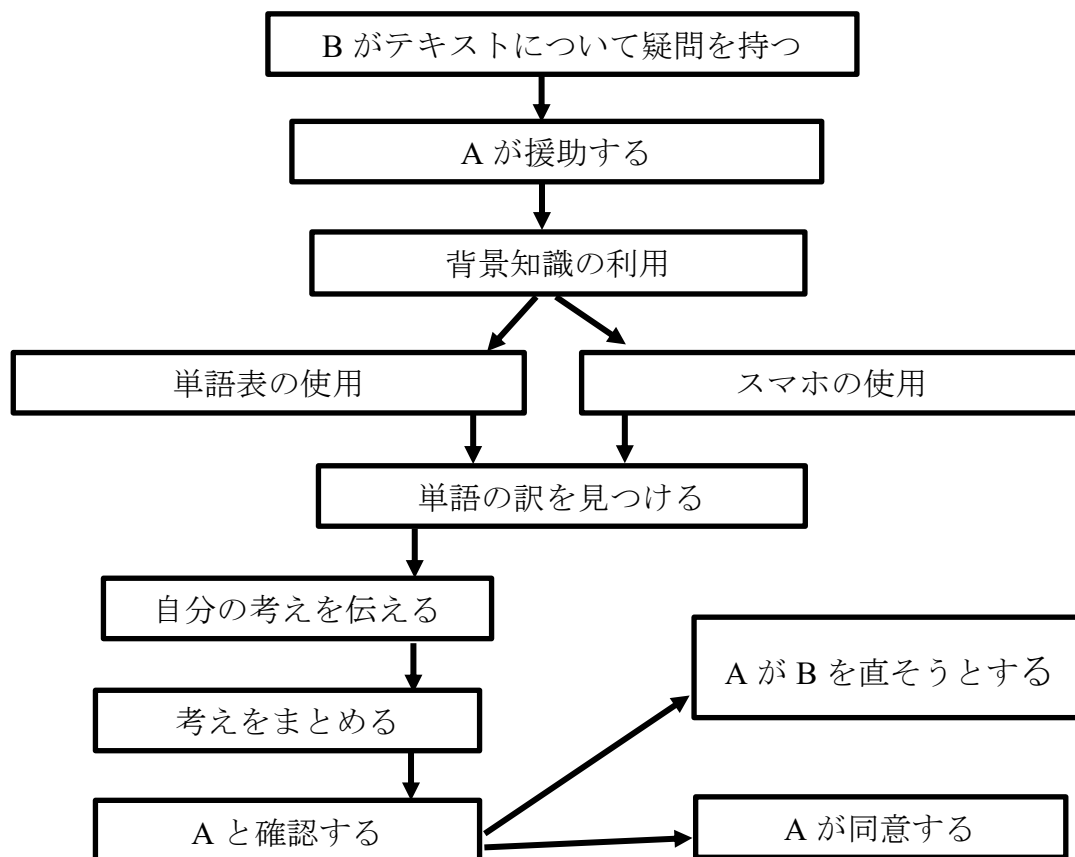 B がテキストについて疑問を持つ
A が援助する
背景知識の利用
単語表の使用
スマホの使用
単語の訳を見つける
自分の考えを伝える
A が B を直そうとする
考えをまとめる
A と確認する
A が同意する